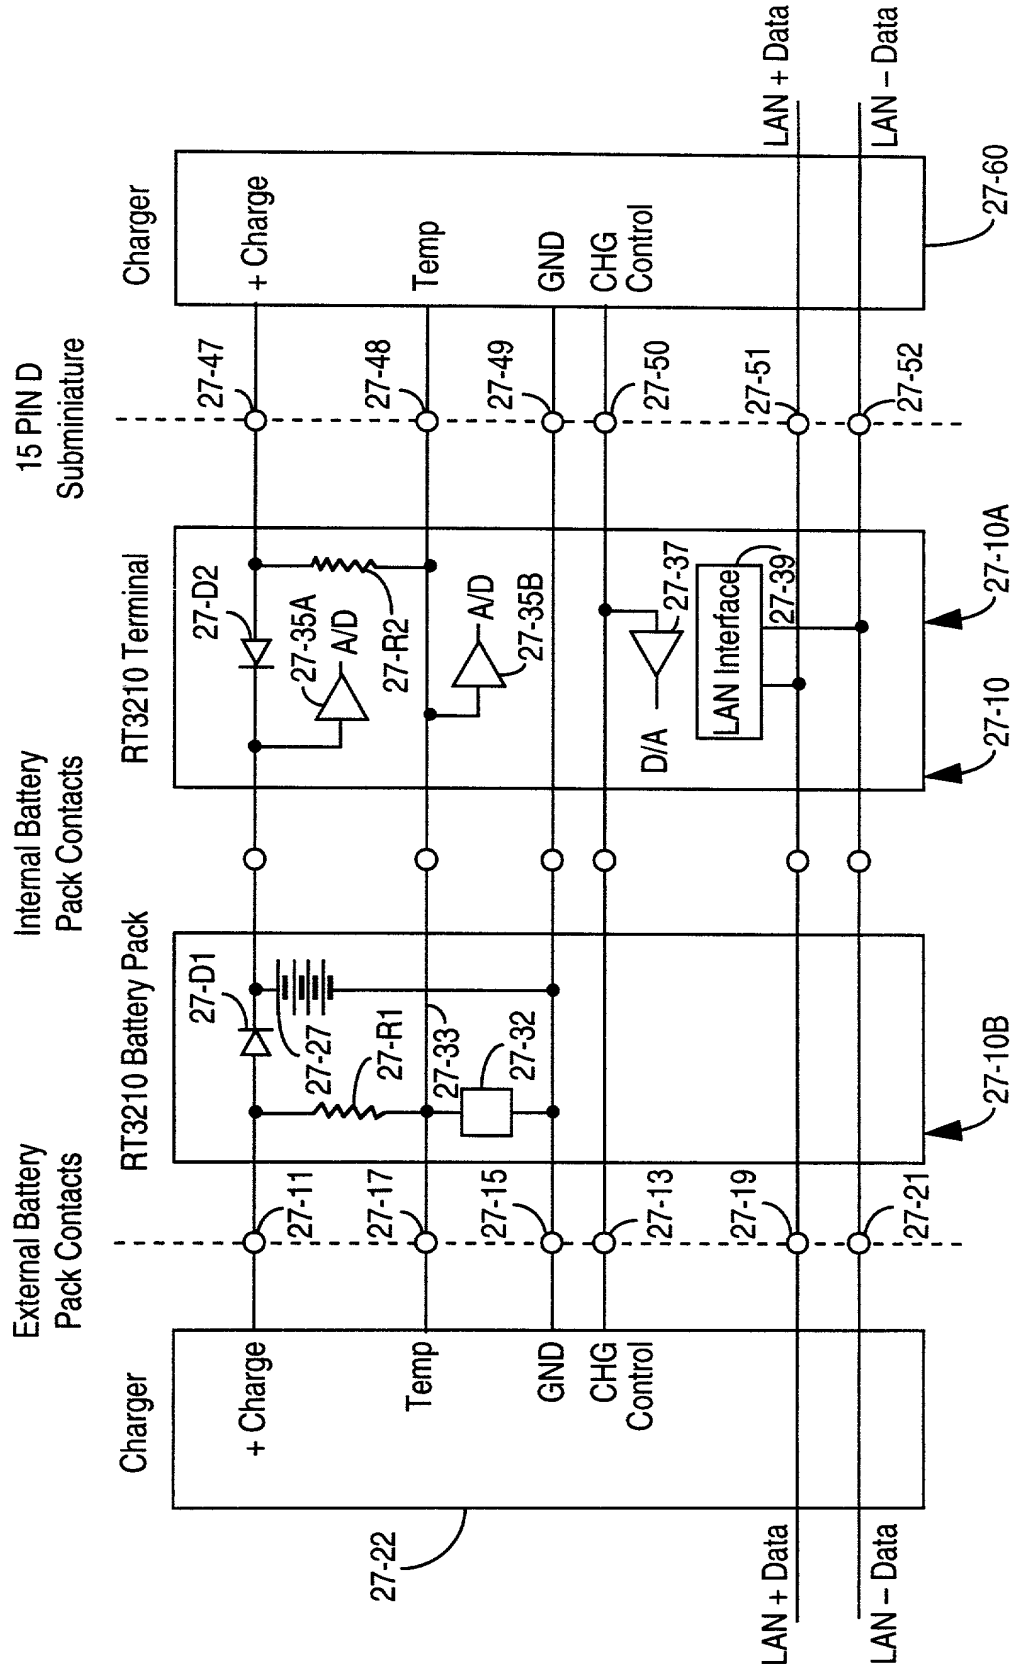 External Battery
Pack Contacts
Internal Battery
Pack Contacts
15 PIN D
Subminiature
Charger
RT3210 Battery Pack
RT3210 Terminal
Charger
27-22
+ Charge
Temp
GND
CHG
Control
LAN + Data
LAN – Data
27-11
27-17
27-15
27-13
27-19
27-21
27-D1
27-27
27-R1
27-33
27-32
27-10B
27-D2
27-35A
A/D
27-R2
A/D
27-35B
D/A
27-37
LAN Interface
27-39
27-10
27-10A
27-47
27-48
27-49
27-50
27-51
27-52
+ Charge
Temp
GND
CHG
Control
LAN + Data
LAN – Data
27-60